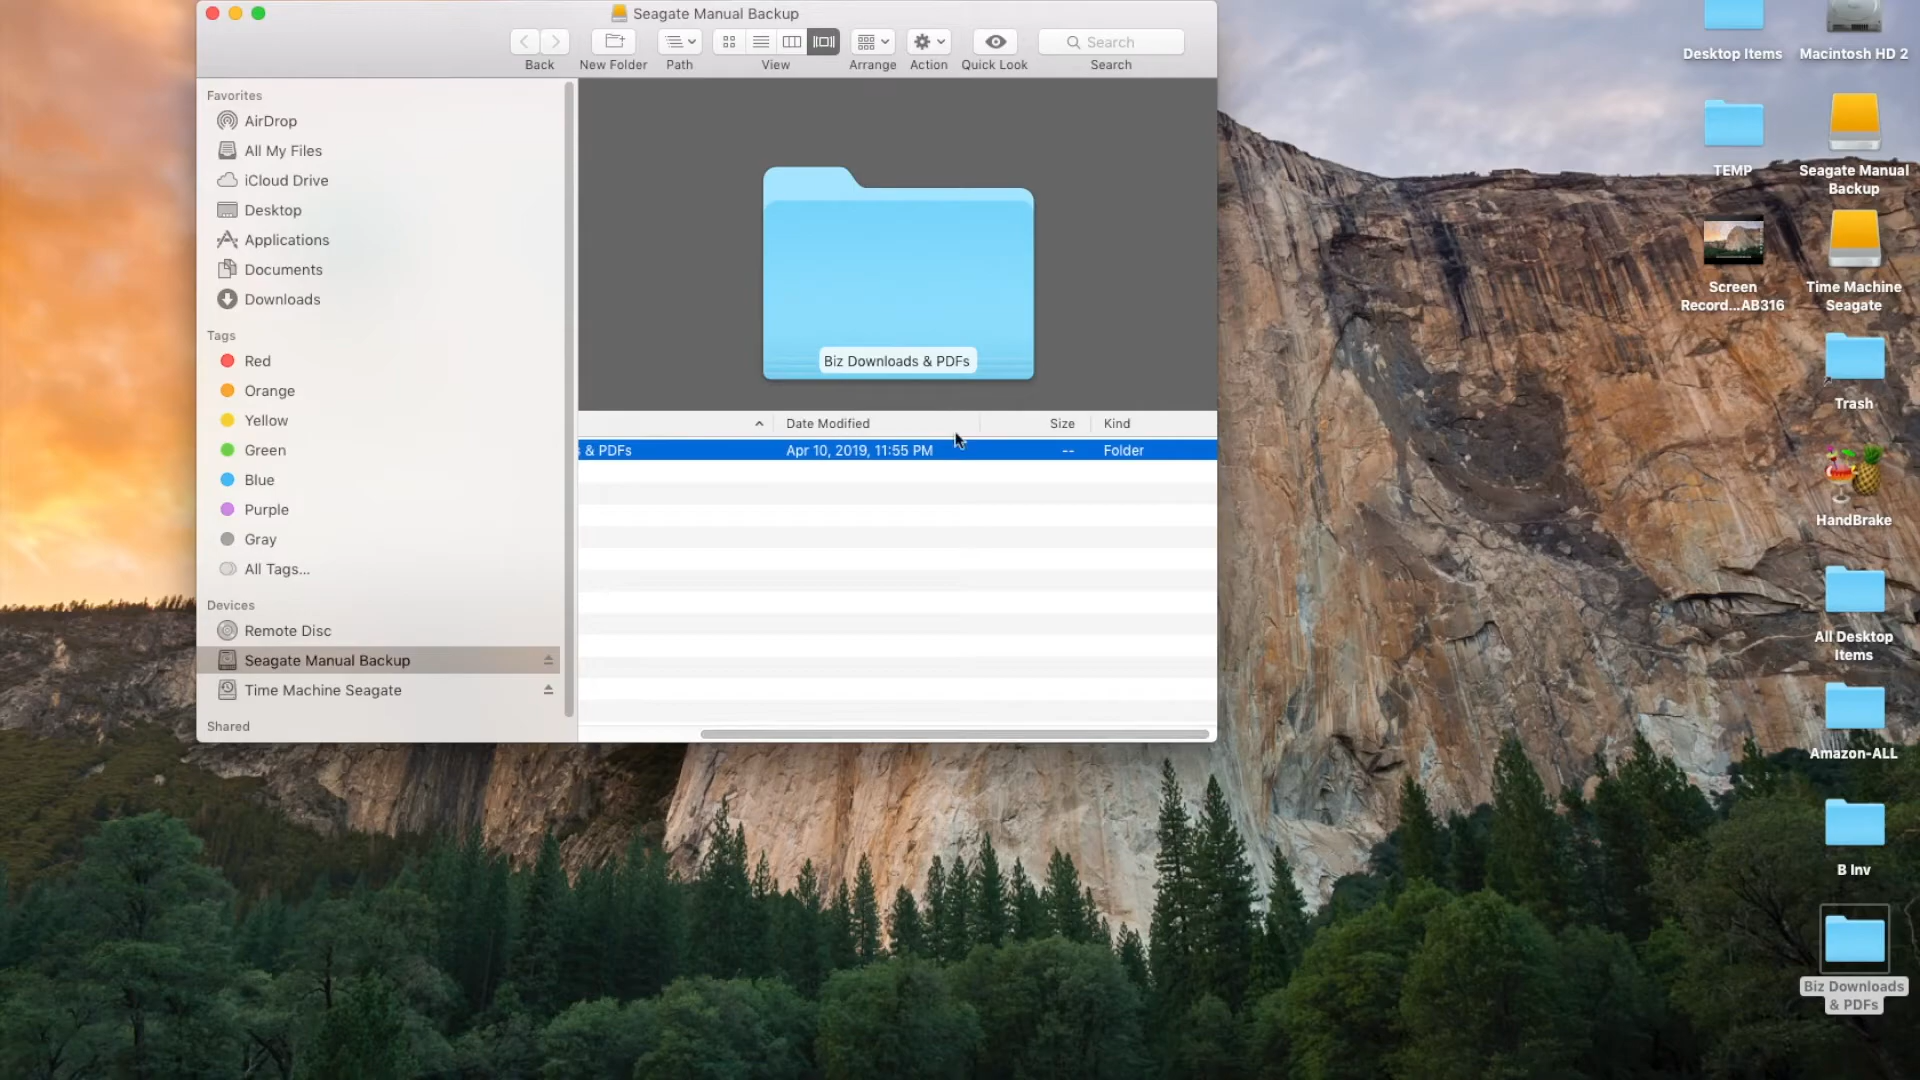 Seagate Manual Backup
Search
Back
New Folder
Path
View
Arrange
Action
Quick Look
Search
Favorites
AirDrop
All My Files
iCloud Drive
Desktop
Applications
Documents
Downloads
Tags
Red
Orange
Yellow
Green
Blue
Purple
Gray
All Tags...
Devices
Remote Disc
Seagate Manual Backup
Time Machine Seagate
Shared
Biz Downloads & PDFs
Date Modified
Size
Kind
& PDFs
Apr 10, 2019, 11:55 PM
--
Folder
Desktop Items
Macintosh HD 2
TEMP
Seagate Manual
Backup
Screen
Record...AB316
Time Machine
Seagate
Trash
HandBrake
All Desktop
Items
Amazon-ALL
B Inv
Biz Downloads
& PDFs